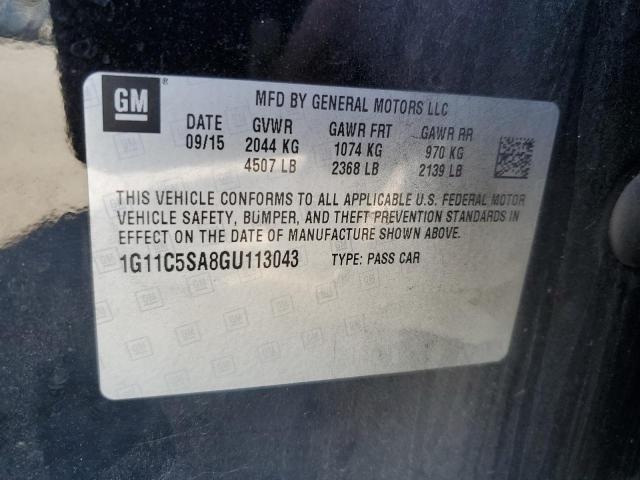 GM®
MFD BY GENERAL MOTORS LLC
DATE GVWR GAWR FRT GAWR RR
09/15 2044 KG 1074 KG 970 KG
4507 LB 2368 LB 2139 LB
THIS VEHICLE CONFORMS TO ALL APPLICABLE U.S. FEDERAL MOTOR
VEHICLE SAFETY, BUMPER, AND THEFT PREVENTION STANDARDS IN
EFFECT ON THE DATE OF MANUFACTURE SHOWN ABOVE.
1G11C5SA8GU113043 TYPE: PASS CAR